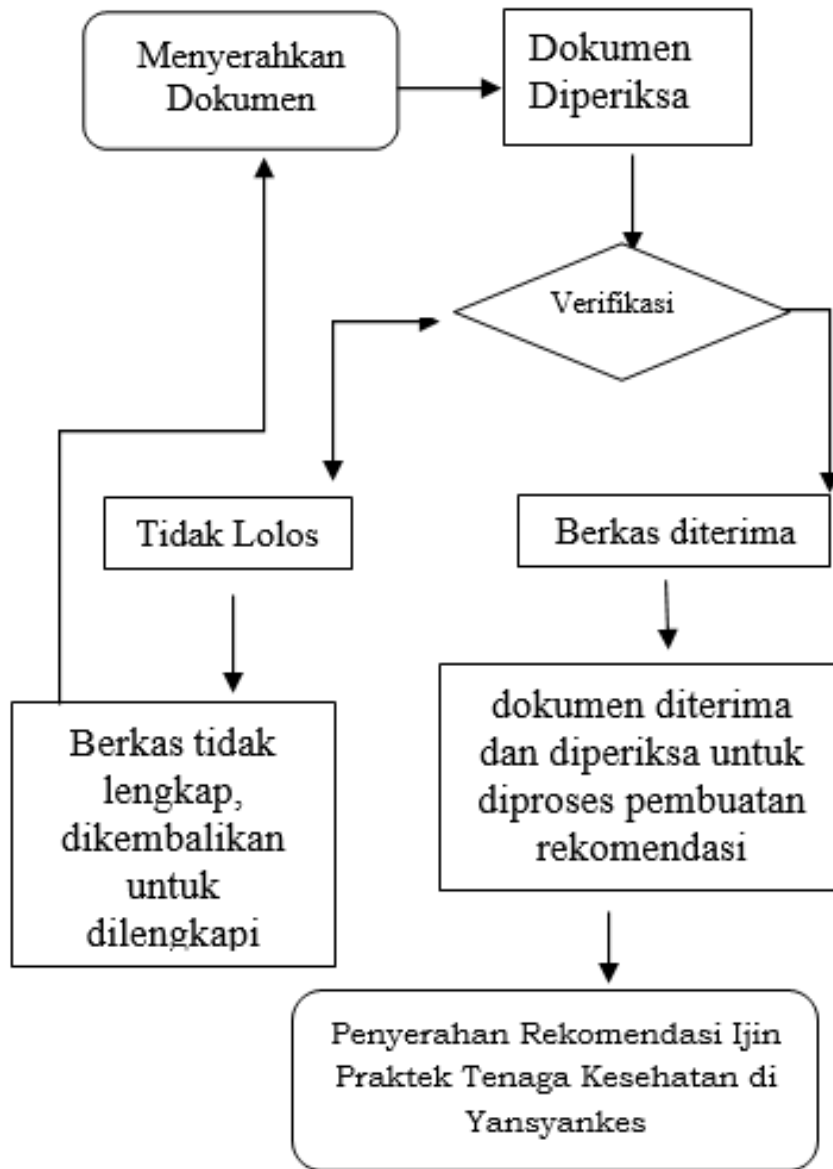 Menyerahkan
Dokumen
Dokumen
Diperiksa
Verifikasi
Tidak Lolos
Berkas diterima
Berkas tidak
lengkap,
dikembalikan
untuk
dilengkapi
dokumen diterima
dan diperiksa untuk
diproses pembuatan
rekomendasi
Penyerahan Rekomendasi Ijin
Praktek Tenaga Kesehatan di
Yansyankes